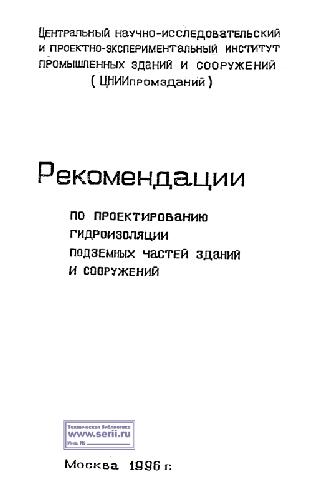 Центральный научно-исследовательский
и проектно-экспериментальный институт
промышленных зданий и сооружений
(ЦНИИпромзданий)
Рекомендации
по проектированию
гидроизоляции
подземных частей зданий
и сооружений
Техническая библиотека
www.serii.ru
Инв. №
Москва 1996 г.